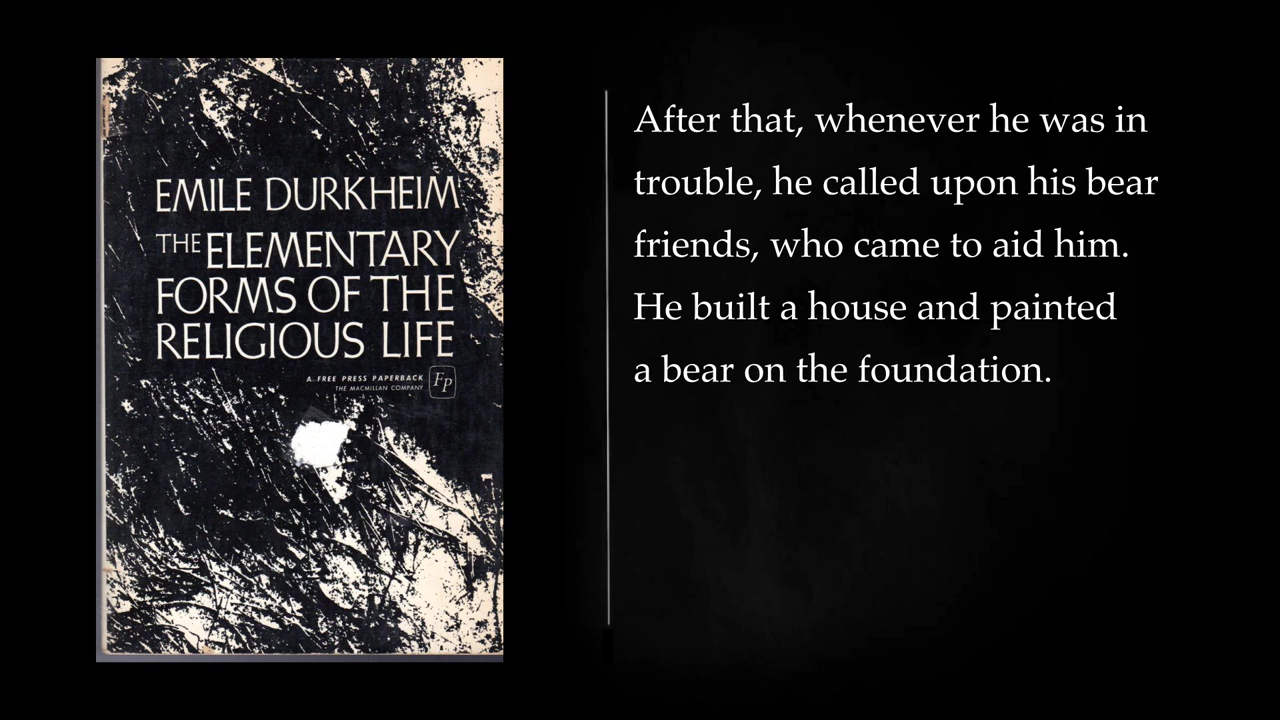 EMILE DURKHEIM
THE ELEMENTARY
FORMS OF THE
RELIGIOUS LIFE
A FREE PRESS PAPERBACK
THE MACMILLAN COMPANY
FP
After that, whenever he was in
trouble, he called upon his bear
friends, who came to aid him.
He built a house and painted
a bear on the foundation.